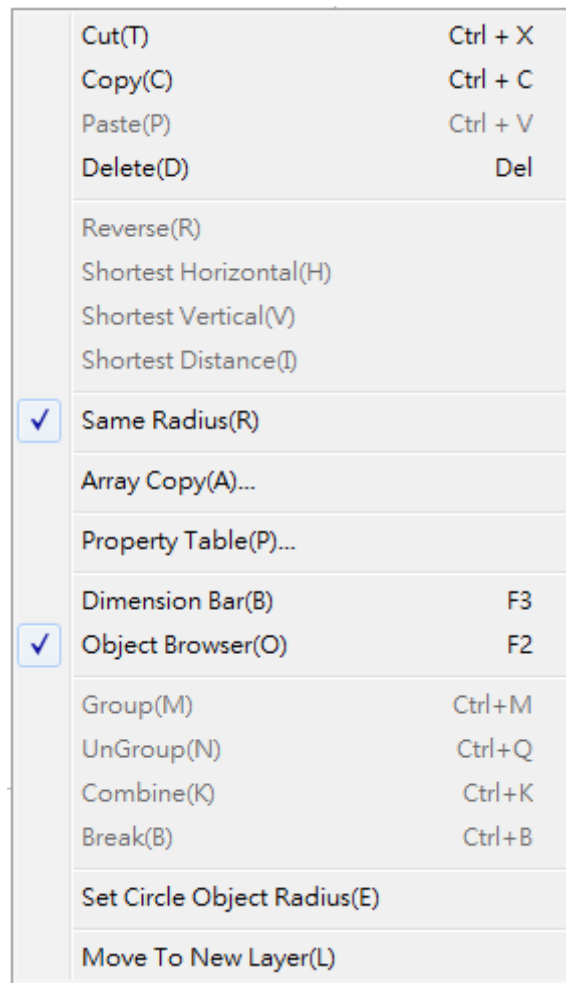 Cut(T) Ctrl + X
Copy(C) Ctrl + C
Paste(P) Ctrl + V
Delete(D) Del
Reverse(R)
Shortest Horizontal(H)
Shortest Vertical(V)
Shortest Distance(I)
Same Radius(R)
Array Copy(A)...
Property Table(P)...
Dimension Bar(B) F3
Object Browser(O) F2
Group(M) Ctrl+M
UnGroup(N) Ctrl+Q
Combine(K) Ctrl+K
Break(B) Ctrl+B
Set Circle Object Radius(E)
Move To New Layer(L)